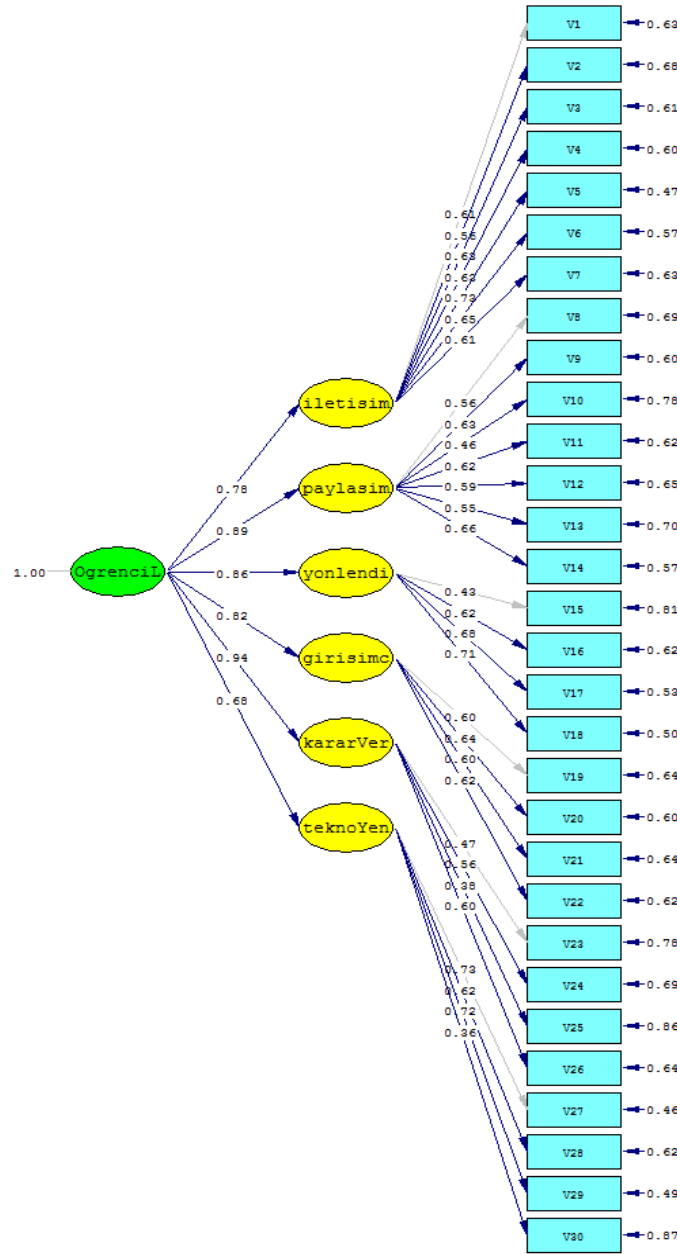 V1 0.63
V2 0.68
V3 0.61
V4 0.60
V5 0.47
V6 0.57
V7 0.63
V8 0.69
V9 0.60
V10 0.78
V11 0.62
V12 0.65
V13 0.70
V14 0.57
V15 0.81
V16 0.62
V17 0.53
V18 0.50
V19 0.64
V20 0.60
V21 0.64
V22 0.62
V23 0.78
V24 0.69
V25 0.86
V26 0.64
V27 0.46
V28 0.62
V29 0.49
V30 0.87
0.61
0.56
0.63
0.63
0.73
0.65
0.61
0.56
0.63
0.46
0.62
0.59
0.55
0.66
0.43
0.62
0.68
0.71
0.60
0.64
0.60
0.62
0.47
0.56
0.38
0.60
0.73
0.62
0.72
0.36
iletisim
paylasim
yonlendi
girisimc
kararVer
teknoYen
0.78
0.89
0.86
0.82
0.94
0.68
1.00 OgrenciL